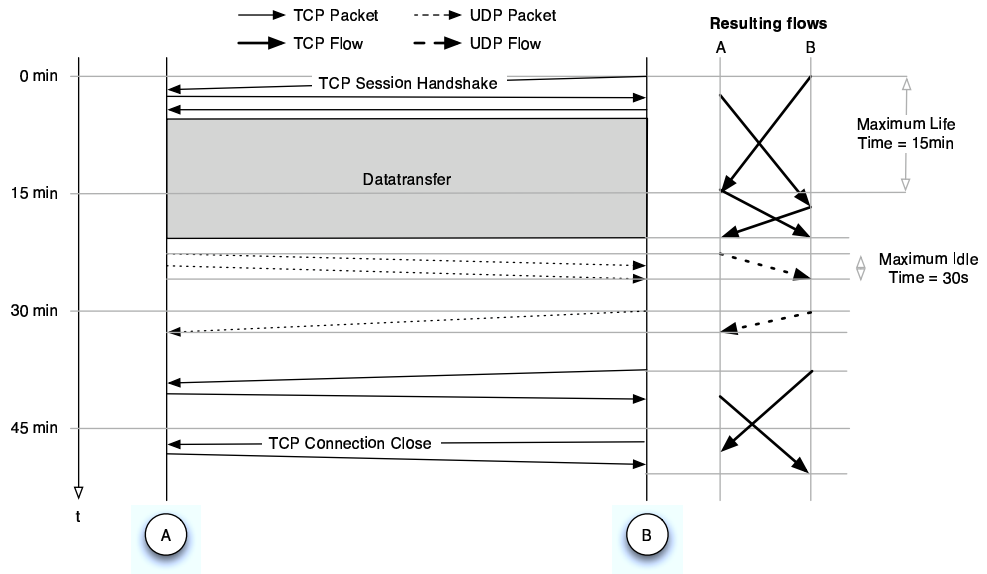 TCP Packet
UDP Packet
TCP Flow
UDP Flow
Resulting flows
A
B
0 min
TCP Session Handshake
Maximum Life
Time = 15min
Datatransfer
15 min
Maximum Idle
Time = 30s
30 min
45 min
TCP Connection Close
t
A
B